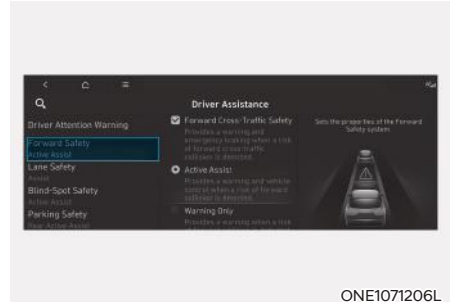 Driver Assistance
Driver Attention Warning
Forward Safety
Active Assist
Lane Safety
Assist
Blind-Spot Safety
Active Assist
Parking Safety
Rear Active Assist
Forward Cross-Traffic Safety
Provides a warning and
emergency braking when a risk
of forward cross-traffic
collision is detected.
Active Assist
Provides a warning and vehicle
control when a risk of forward
collision is detected.
Warning Only
Provides a warning when a risk
Sets the properties of the Forward
Safety system.
ONE1071206L